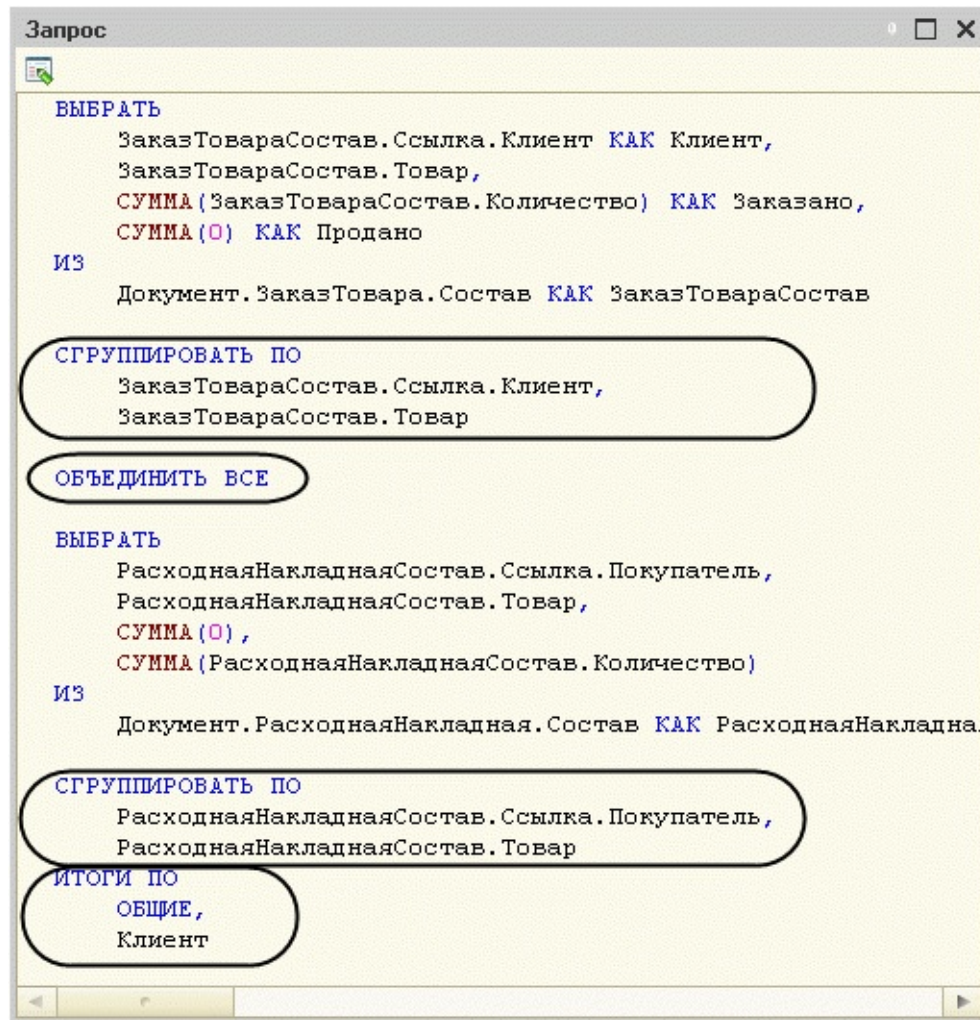 Запрос
ВЫБРАТЬ
ЗаказТовараСостав.Ссылка.Клиент КАК Клиент,
ЗаказТовараСостав.Товар,
СУММА(ЗаказТовараСостав.Количество) КАК Заказано,
СУММА(0) КАК Продано
ИЗ
Документ.ЗаказТовара.Состав КАК ЗаказТовараСостав
СГРУППИРОВАТЬ ПО
ЗаказТовараСостав.Ссылка.Клиент,
ЗаказТовараСостав.Товар
ОБЪЕДИНИТЬ ВСЕ
ВЫБРАТЬ
РасходнаяНакладнаяСостав.Ссылка.Покупатель,
РасходнаяНакладнаяСостав.Товар,
СУММА(0),
СУММА(РасходнаяНакладнаяСостав.Количество)
ИЗ
Документ.РасходнаяНакладная.Состав КАК РасходнаяНакладна
СГРУППИРОВАТЬ ПО
РасходнаяНакладнаяСостав.Ссылка.Покупатель,
РасходнаяНакладнаяСостав.Товар
ИТОГИ ПО
ОБЩИЕ,
Клиент